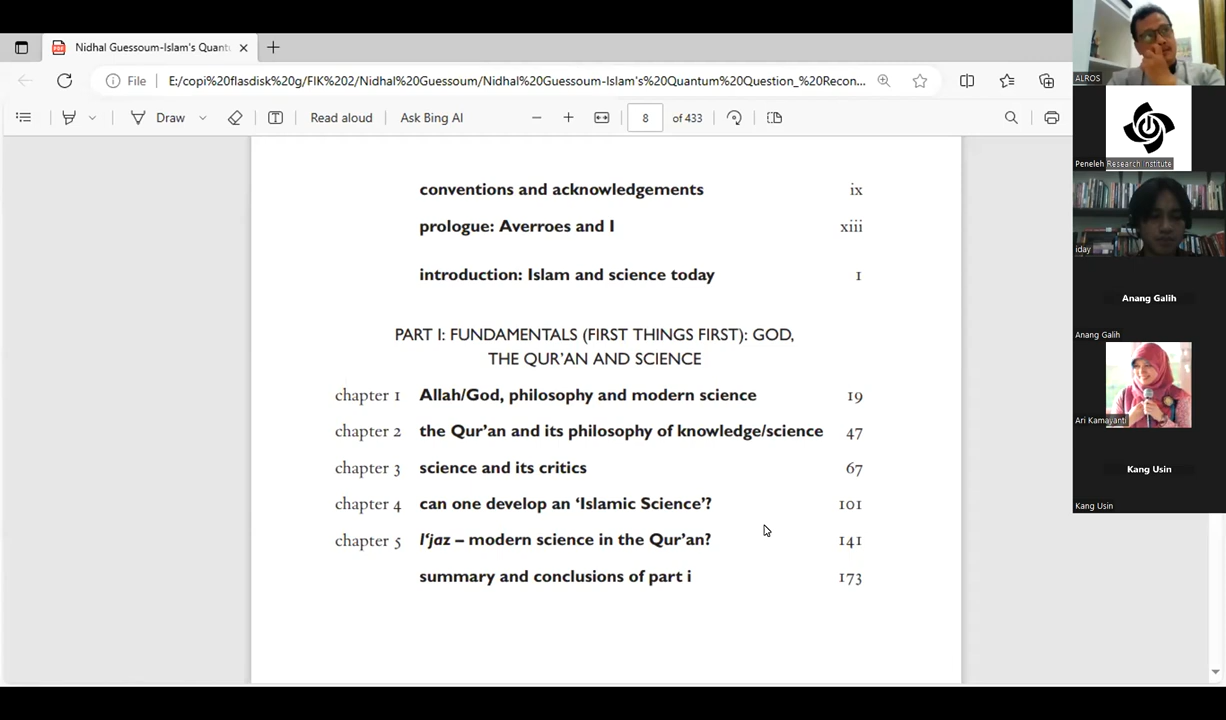 Nidhal Guessoum-Islam's Quantu
File
E:/copi%20flasdisk%20g/FIK%202/Nidhal%20Guessoum/Nidhal%20Guessoum-Islam's%20Quantum%20Question_%20Recon...
Draw
Read aloud
Ask Bing AI
8
of 433
conventions and acknowledgements ix
prologue: Averroes and I xiii
introduction: Islam and science today 1
PART I: FUNDAMENTALS (FIRST THINGS FIRST): GOD,
THE QUR'AN AND SCIENCE
chapter 1 Allah/God, philosophy and modern science 19
chapter 2 the Qur'an and its philosophy of knowledge/science 47
chapter 3 science and its critics 67
chapter 4 can one develop an 'Islamic Science'? 101
chapter 5 I'jaz – modern science in the Qur'an? 141
summary and conclusions of part i 173
ALROS
Peneleh Research Institute
iday
Anang Galih
Anang Galih
Ari Kamayanti
Kang Usin
Kang Usin